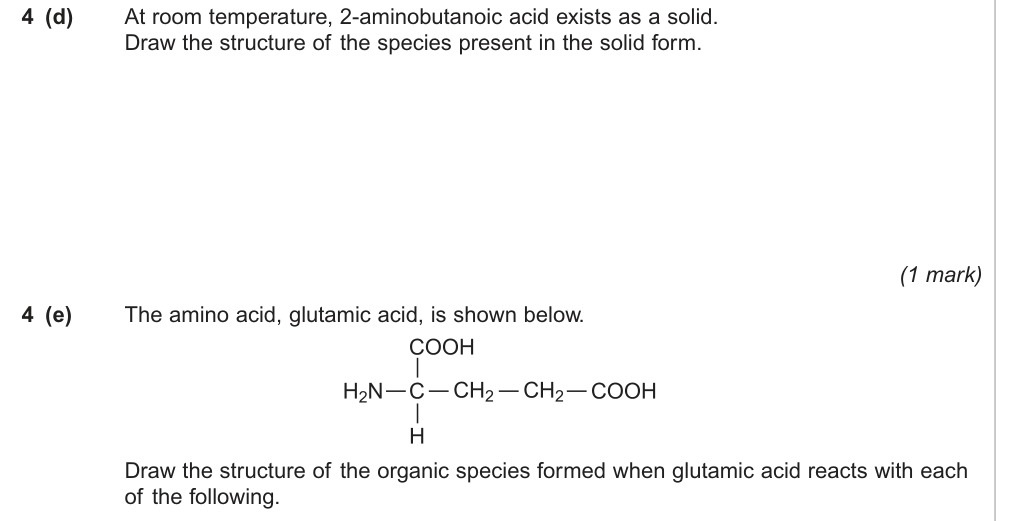 4 (d) At room temperature, 2-aminobutanoic acid exists as a solid.
Draw the structure of the species present in the solid form.
(1 mark)
4 (e) The amino acid, glutamic acid, is shown below.
COOH
H₂N—C—CH₂—CH₂—COOH
H
Draw the structure of the organic species formed when glutamic acid reacts with each
of the following.